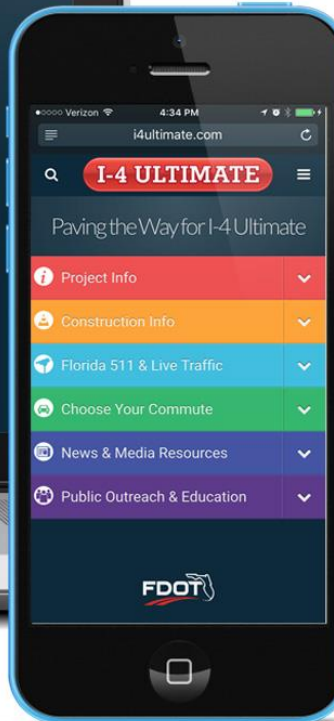 Verizon 4:34 PM
i4ultimate.com
I-4 ULTIMATE
Paving the Way for I-4 Ultimate
Project Info
Construction Info
Florida 511 & Live Traffic
Choose Your Commute
News & Media Resources
Public Outreach & Education
FDOT